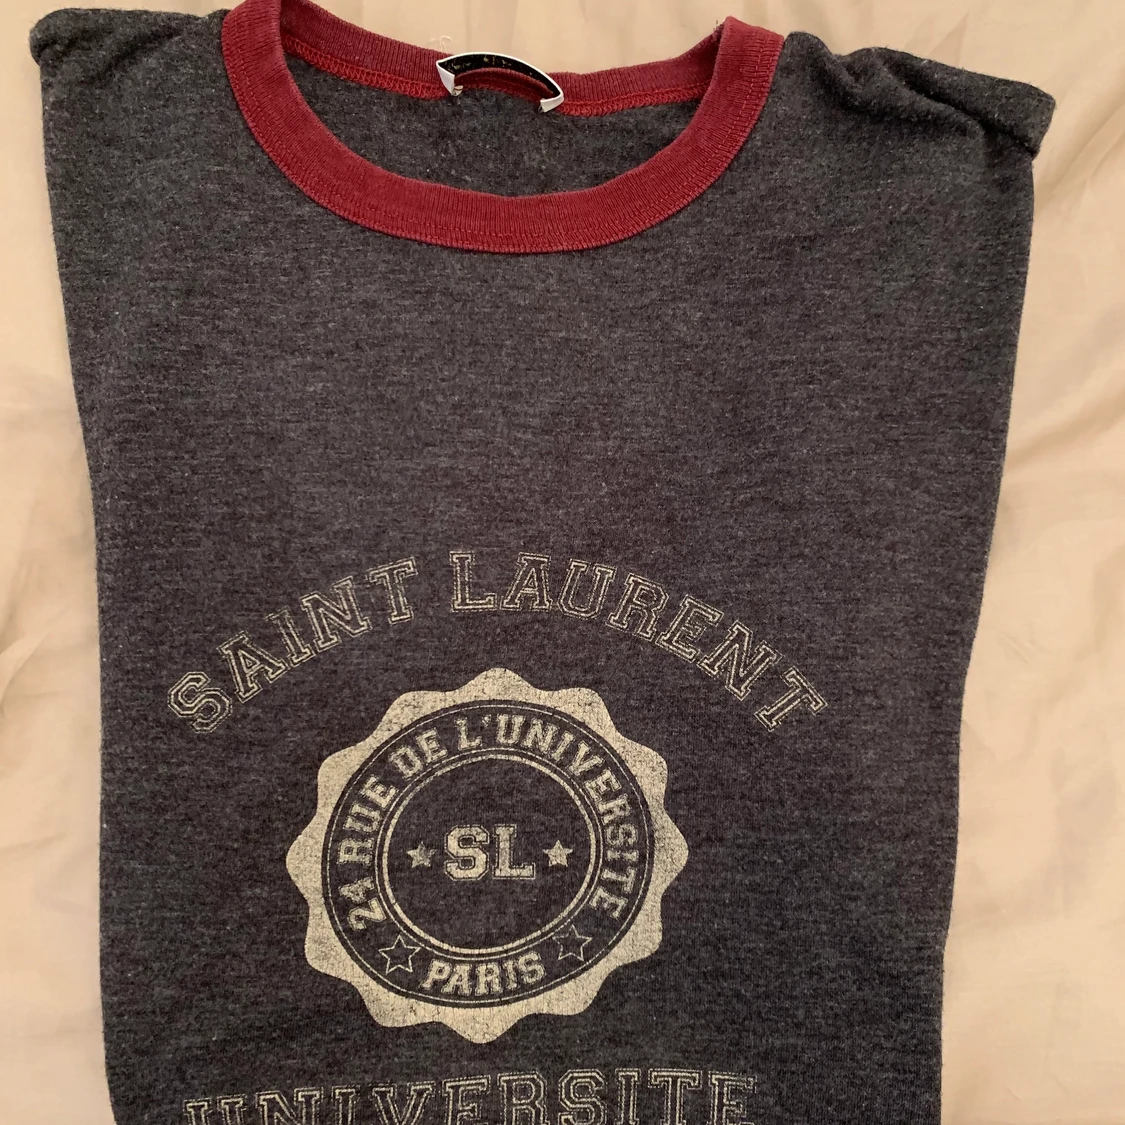 SAINT LAURENT
24 RUE DE L'UNIVERSITE
SL
PARIS
UNIVERSITE